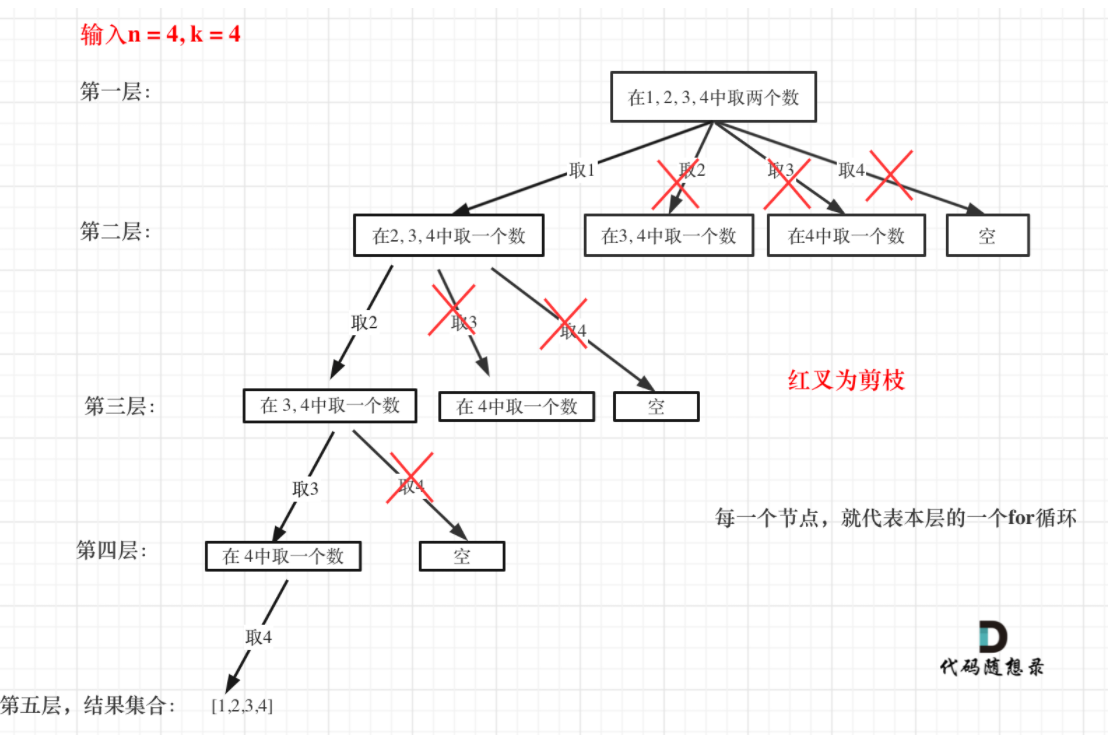 输入n = 4, k = 4
第一层：
在1, 2, 3, 4中取两个数
取1
取2
取3
取4
第二层：
在2, 3, 4中取一个数
在3, 4中取一个数
在4中取一个数
空
取2
取3
取4
红叉为剪枝
第三层：
在 3, 4中取一个数
在 4中取一个数
空
取3
取4
每一个节点，就代表本层的一个for循环
第四层：
在 4中取一个数
空
取4
代码随想录
第五层，结果集合：
[1,2,3,4]